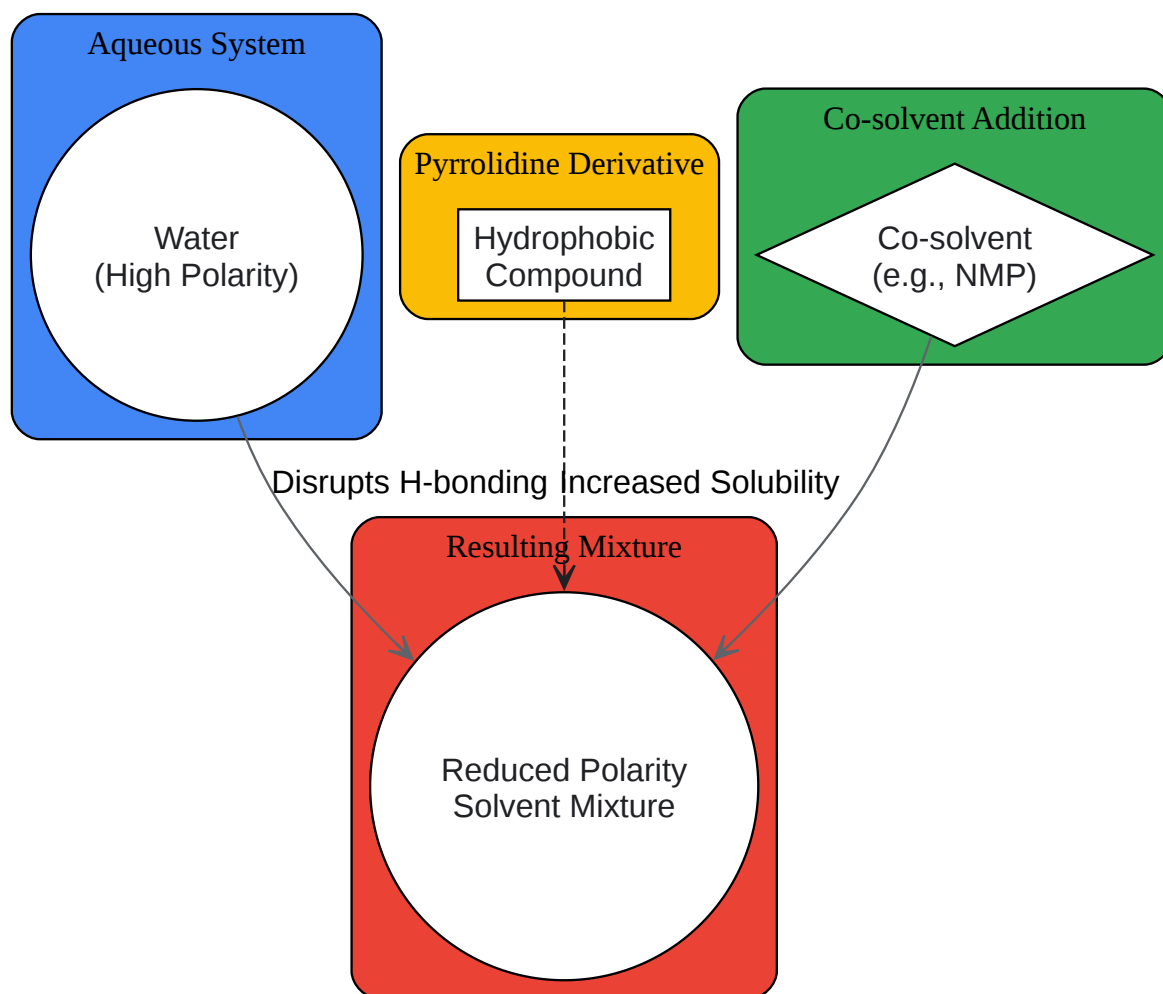 Aqueous System
Water
(High Polarity)
Pyrrolidine Derivative
Hydrophobic
Compound
Co-solvent Addition
Co-solvent
(e.g., NMP)
Disrupts H-bonding
Increased Solubility
Resulting Mixture
Reduced Polarity
Solvent Mixture